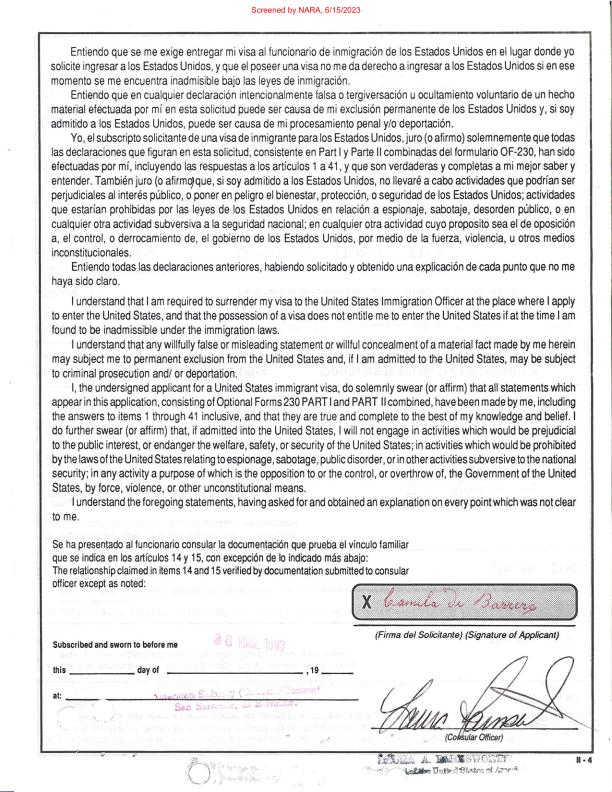 Screened by NARA, 6/15/2023
Entiendo que se me exige entregar mi visa al funcionario de inmigración de los Estados Unidos en el lugar donde yo
solicite ingresar a los Estados Unidos, y que el poseer una visa no me da derecho a ingresar a los Estados Unidos si en ese
momento se me encuentra inadmisible bajo las leyes de inmigración.
Entiendo que en cualquier declaración intencionalmente falsa o tergiversación u ocultamiento voluntario de un hecho
material efectuada por mí en esta solicitud puede ser causa de mi exclusión permanente de los Estados Unidos y, si soy
admitido a los Estados Unidos, puede ser causa de mi procesamiento penal y/o deportación.
Yo, el subscripto solicitante de una visa de inmigrante para los Estados Unidos, juro (o afirmo) solemnemente que todas
las declaraciones que figuran en esta solicitud, consistente en Part I y Parte II combinadas del formulario OF-230, han sido
efectuadas por mí, incluyendo las respuestas a los artículos 1 a 41, y que son verdaderas y completas a mi mejor saber y
entender. También juro (o afirmo) que, si soy admitido a los Estados Unidos, no llevaré a cabo actividades que podrían ser
perjudiciales al interés público, o poner en peligro el bienestar, protección, o seguridad de los Estados Unidos; actividades
que estarían prohibidas por las leyes de los Estados Unidos en relación a espionaje, sabotaje, desorden público, o en
cualquier otra actividad subversiva a la seguridad nacional; en cualquier otra actividad cuyo proposito sea el de oposición
a, el control, o derrocamiento de, el gobierno de los Estados Unidos, por medio de la fuerza, violencia, u otros medios
inconstitucionales.
Entiendo todas las declaraciones anteriores, habiendo solicitado y obtenido una explicación de cada punto que no me
haya sido claro.
I understand that I am required to surrender my visa to the United States Immigration Officer at the place where I apply
to enter the United States, and that the possession of a visa does not entitle me to enter the United States if at the time I am
found to be inadmissible under the immigration laws.
I understand that any willfully false or misleading statement or willful concealment of a material fact made by me herein
may subject me to permanent exclusion from the United States and, if I am admitted to the United States, may be subject
to criminal prosecution and/ or deportation.
I, the undersigned applicant for a United States immigrant visa, do solemnly swear (or affirm) that all statements which
appear in this application, consisting of Optional Forms 230 PART I and PART II combined, have been made by me, including
the answers to items 1 through 41 inclusive, and that they are true and complete to the best of my knowledge and belief. I
do further swear (or affirm) that, if admitted into the United States, I will not engage in activities which would be prejudicial
to the public interest, or endanger the welfare, safety, or security of the United States; in activities which would be prohibited
by the laws of the United States relating to espionage, sabotage, public disorder, or in other activities subversive to the national
security; in any activity a purpose of which is the opposition to or the control, or overthrow of, the Government of the United
States, by force, violence, or other unconstitutional means.
I understand the foregoing statements, having asked for and obtained an explanation on every point which was not clear
to me.
Se ha presentado al funcionario consular la documentación que prueba el vínculo familiar
que se indica en los artículos 14 y 15, con excepción de lo indicado más abajo:
The relationship claimed in items 14 and 15 verified by documentation submitted to consular
officer except as noted:
X Camila de Barrera
(Firma del Solicitante) (Signature of Applicant)
Subscribed and sworn to before me
MAR. 1993
this day of , 19
at: American Embassy
San Salvador, El Salvador.
(Consular Officer)
of the United States of America
II - 4